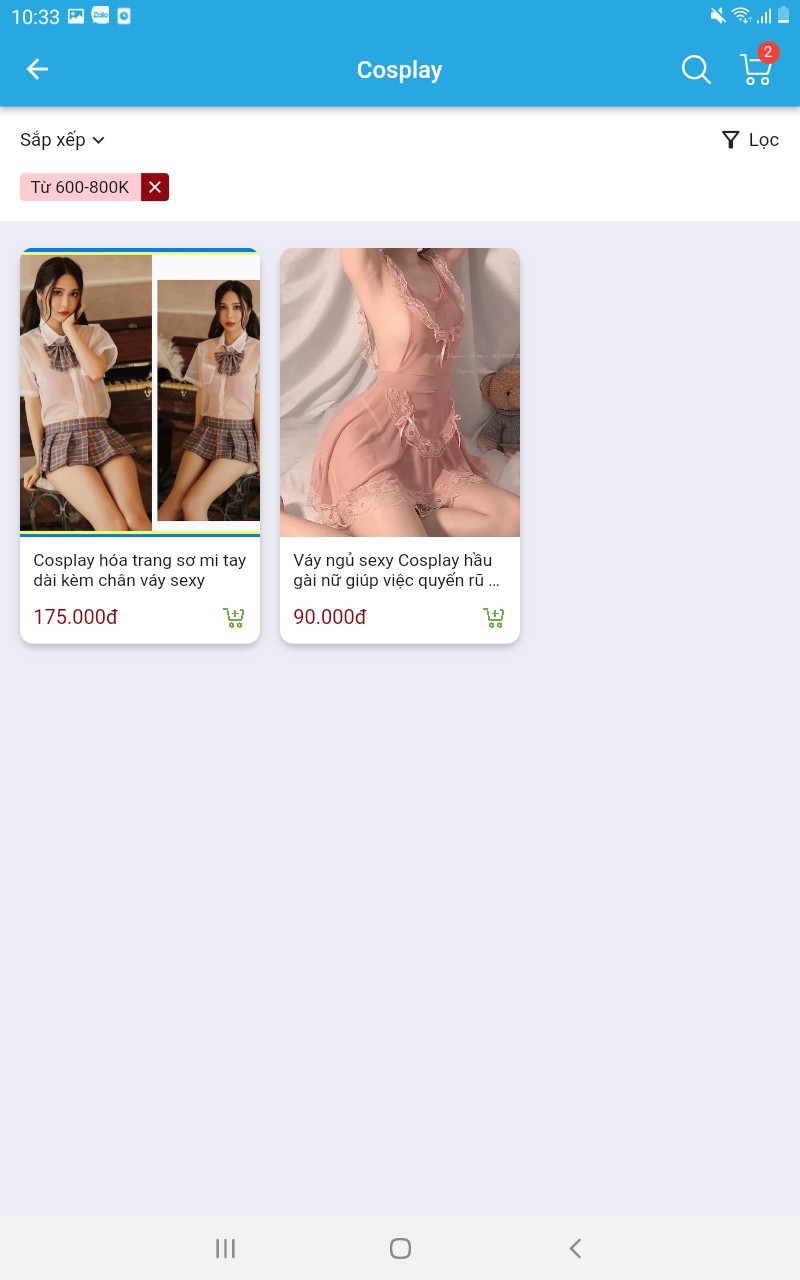 10:33 Zalo
Cosplay
2
Sắp xếp
Lọc
Từ 600-800K
Cosplay hóa trang sơ mi tay
dài kèm chân váy sexy
175.000đ
Váy ngủ sexy Cosplay hầu
gài nữ giúp việc quyến rũ ...
90.000đ